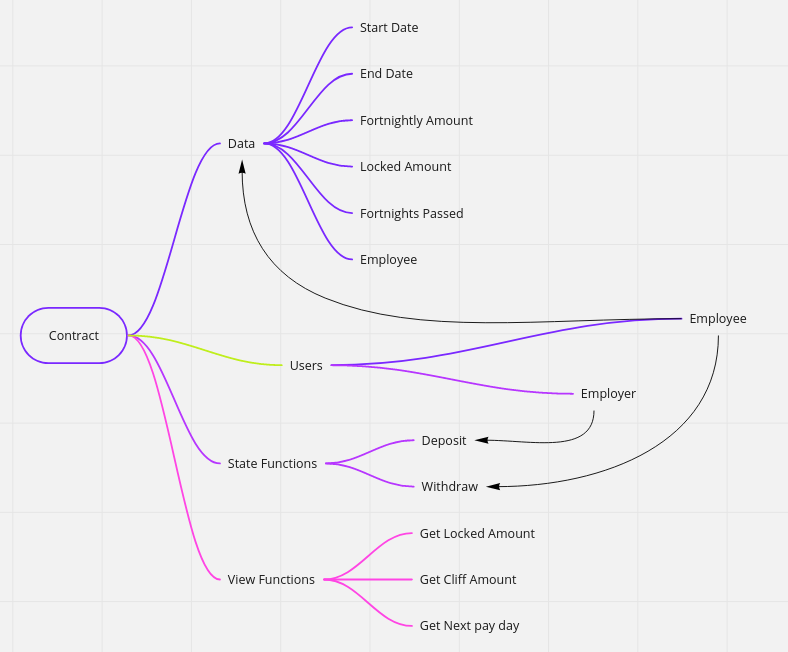 Contract
Data
Start Date
End Date
Fortnightly Amount
Locked Amount
Fortnights Passed
Employee
Users
Employee
Employer
State Functions
Deposit
Withdraw
View Functions
Get Locked Amount
Get Cliff Amount
Get Next pay day